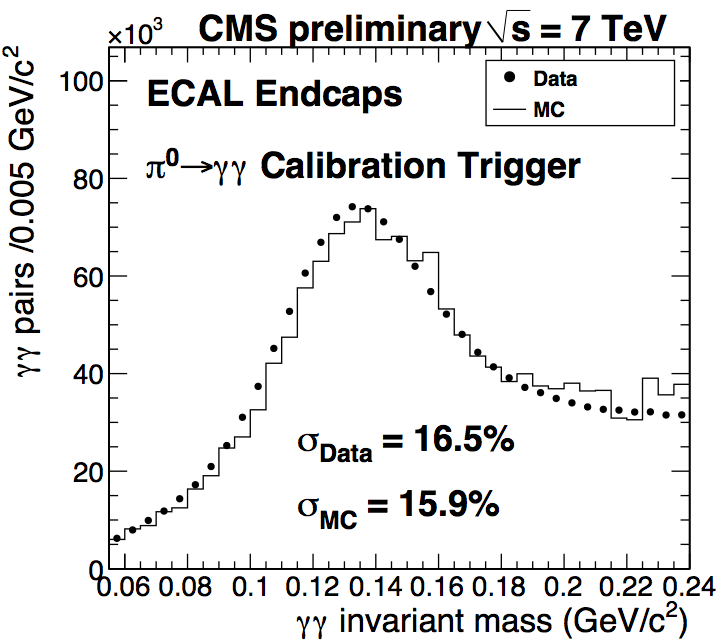 ×10³ CMS preliminary √s = 7 TeV
γγ pairs /0.005 GeV/c²
100
80
60
40
20
0
ECAL Endcaps
Data
MC
π⁰→γγ Calibration Trigger
σData = 16.5%
σMC = 15.9%
0.06 0.08 0.1 0.12 0.14 0.16 0.18 0.2 0.22 0.24
γγ invariant mass (GeV/c²)